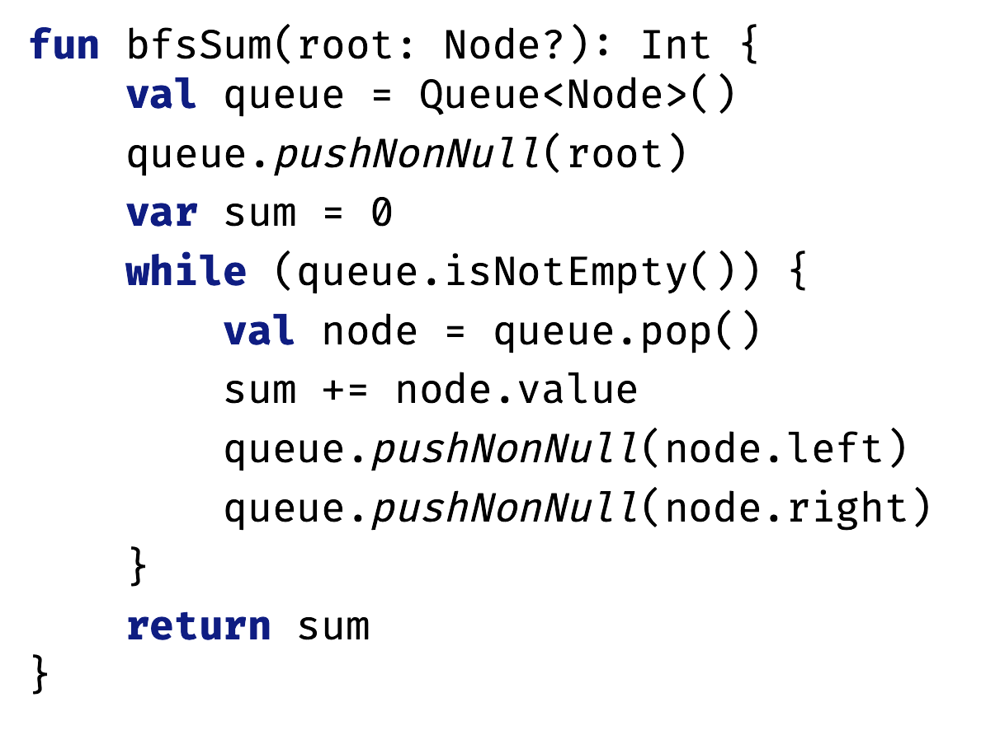 fun bfsSum(root: Node?): Int {
val queue = Queue<Node>()
queue.pushNonNull(root)
var sum = 0
while (queue.isNotEmpty()) {
val node = queue.pop()
sum += node.value
queue.pushNonNull(node.left)
queue.pushNonNull(node.right)
}
return sum
}